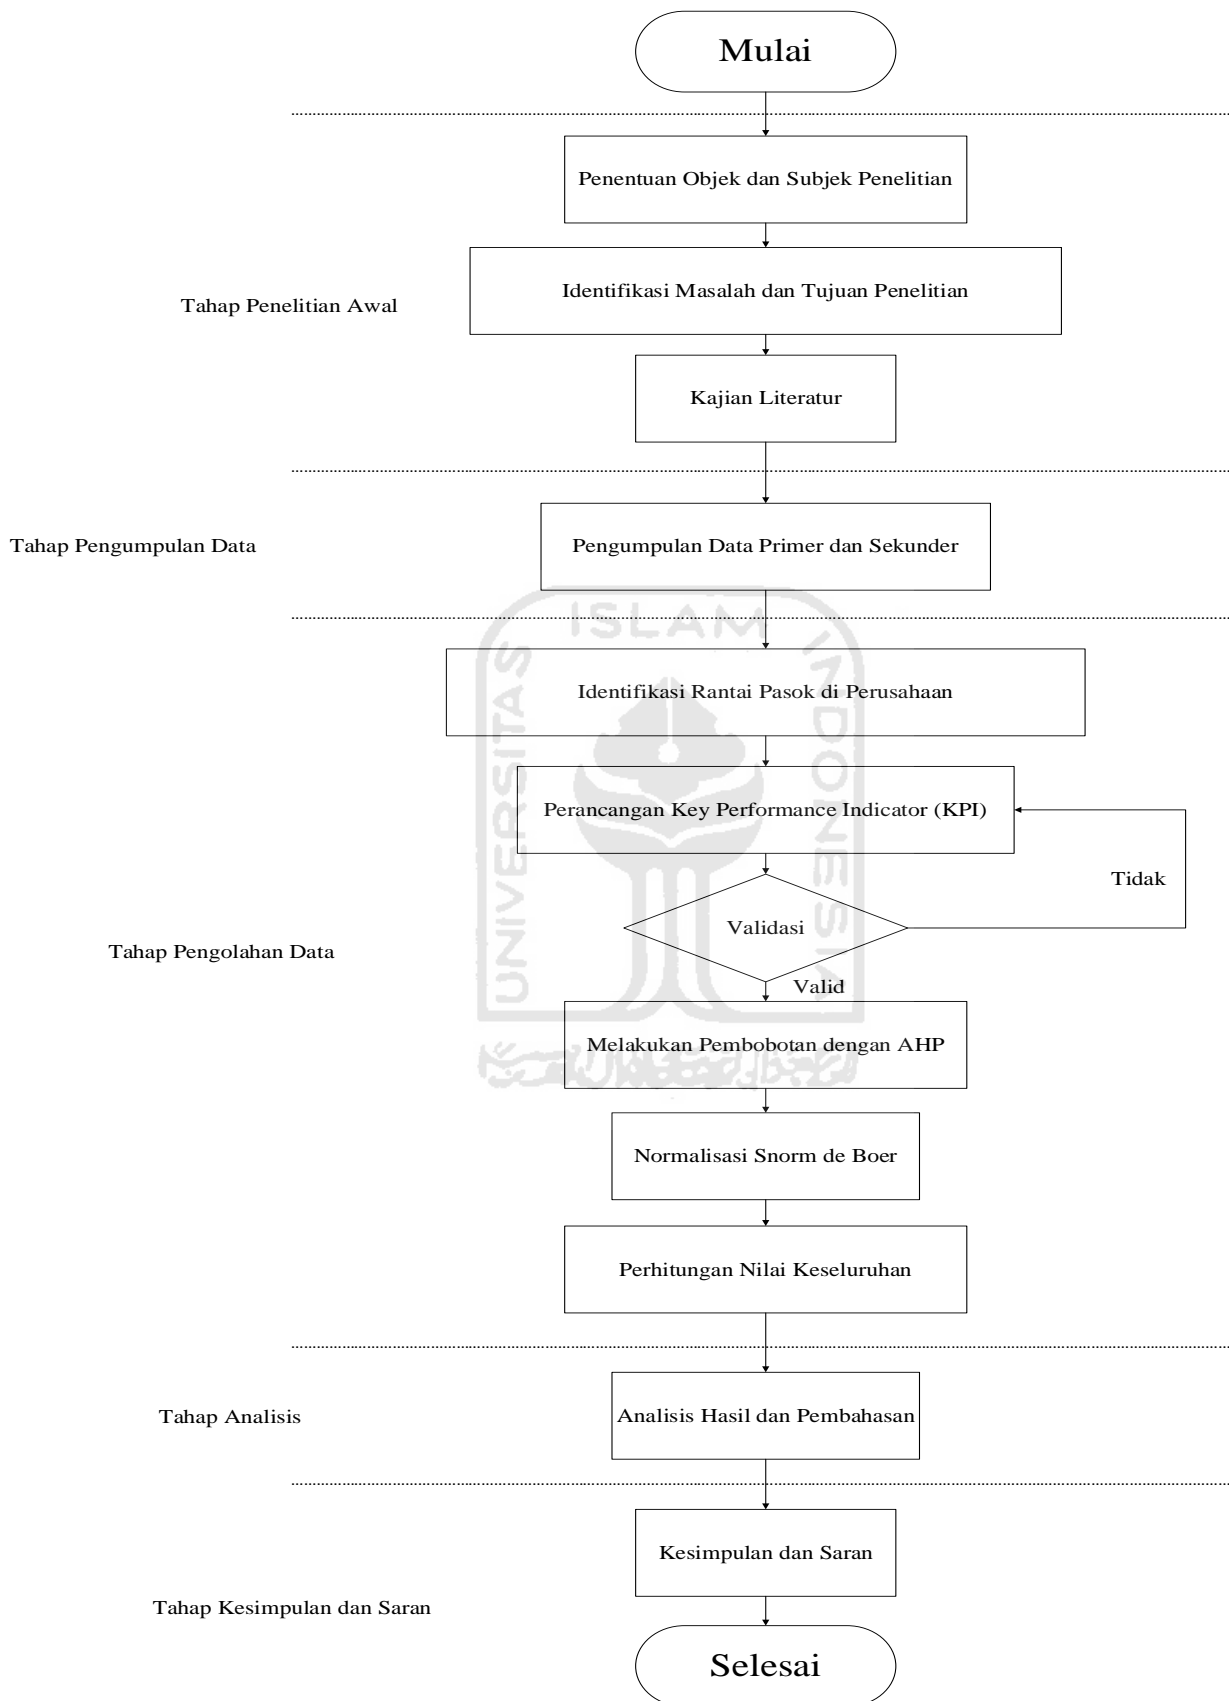 Mulai
Penentuan Objek dan Subjek Penelitian
Identifikasi Masalah dan Tujuan Penelitian
Tahap Penelitian Awal
Kajian Literatur
Tahap Pengumpulan Data
Pengumpulan Data Primer dan Sekunder
ISLAM
UNIVERSITAS
INDONESIA
Identifikasi Rantai Pasok di Perusahaan
Perancangan Key Performance Indicator (KPI)
Tidak
Validasi
Tahap Pengolahan Data
Valid
Melakukan Pembobotan dengan AHP
Normalisasi Snorm de Boer
Perhitungan Nilai Keseluruhan
Tahap Analisis
Analisis Hasil dan Pembahasan
Kesimpulan dan Saran
Tahap Kesimpulan dan Saran
Selesai